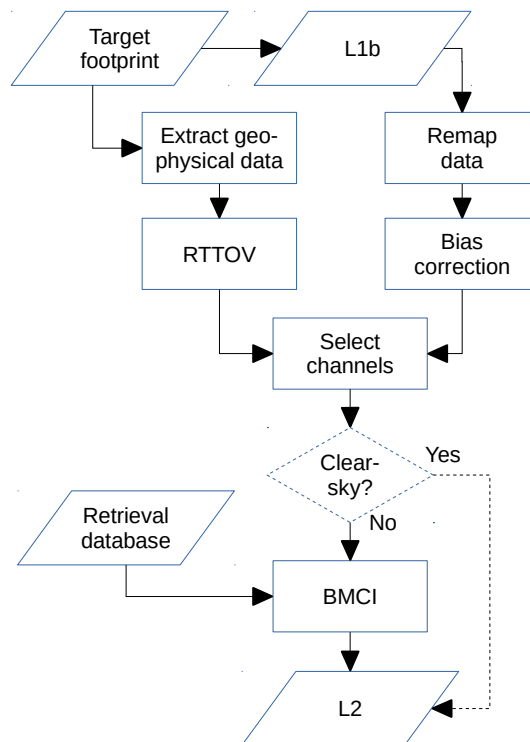 Target
footprint
L1b
Extract geo-
physical data
Remap
data
RTTOV
Bias
correction
Select
channels
Clear-
sky?
Yes
No
Retrieval
database
BMCI
L2